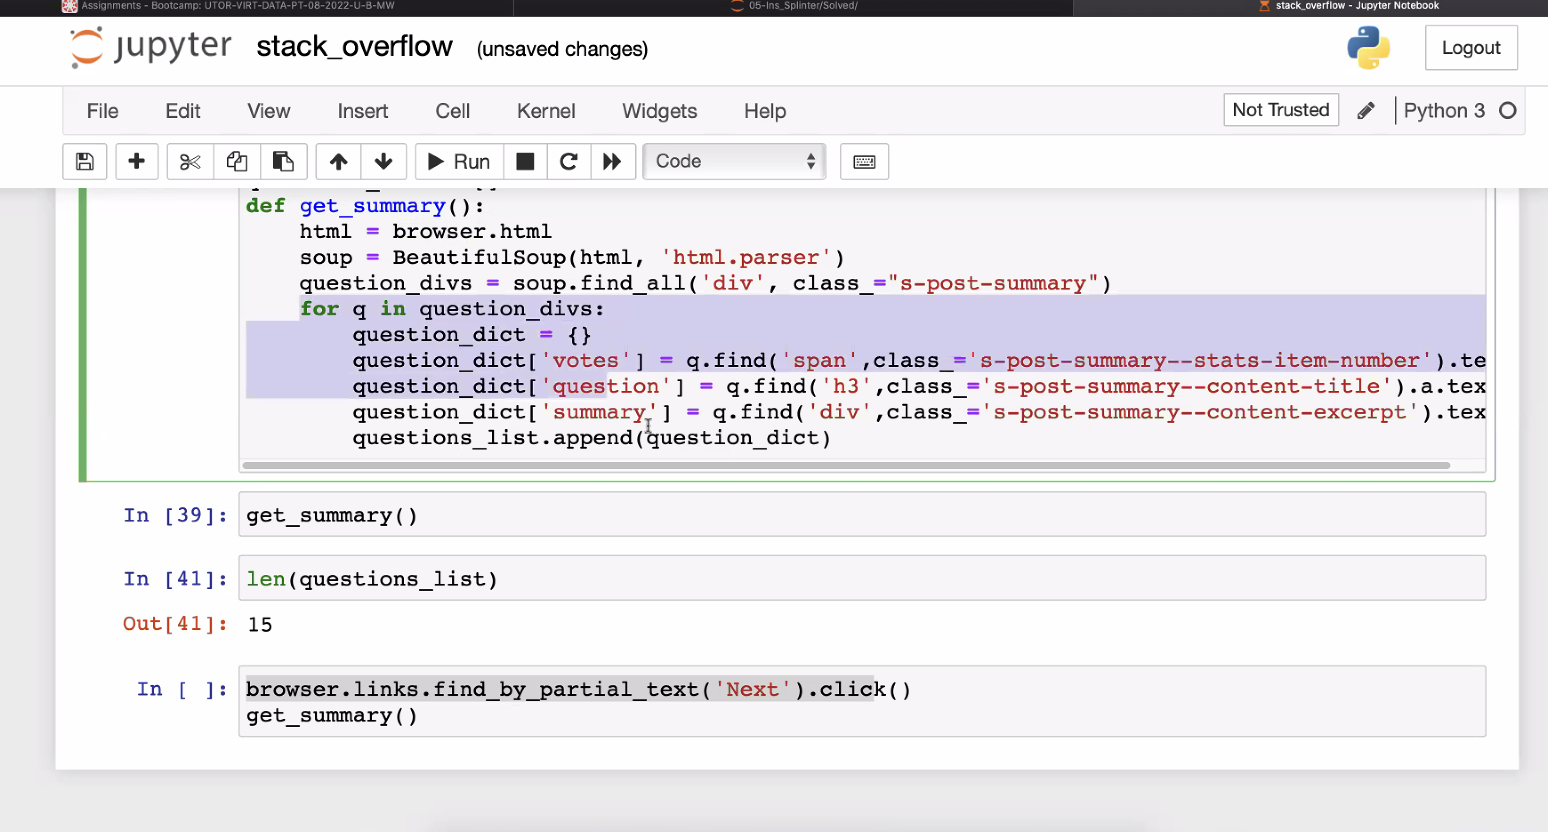 Assignments - Bootcamp: UTOR-VIRT-DATA-PT-08-2022-U-B-MW
05-Ins_Splinter/Solved/
stack_overflow - Jupyter Notebook
jupyter stack_overflow (unsaved changes)
Logout
File Edit View Insert Cell Kernel Widgets Help
Not Trusted
Python 3
Run
Code
def get_summary():
html = browser.html
soup = BeautifulSoup(html, 'html.parser')
question_divs = soup.find_all('div', class_="s-post-summary")
for q in question_divs:
question_dict = {}
question_dict['votes'] = q.find('span',class_='s-post-summary--stats-item-number').te
question_dict['question'] = q.find('h3',class_='s-post-summary--content-title').a.tex
question_dict['summary'] = q.find('div',class_='s-post-summary--content-excerpt').tex
questions_list.append(question_dict)
In [39]: get_summary()
In [41]: len(questions_list)
Out[41]: 15
In [ ]: browser.links.find_by_partial_text('Next').click()
get_summary()